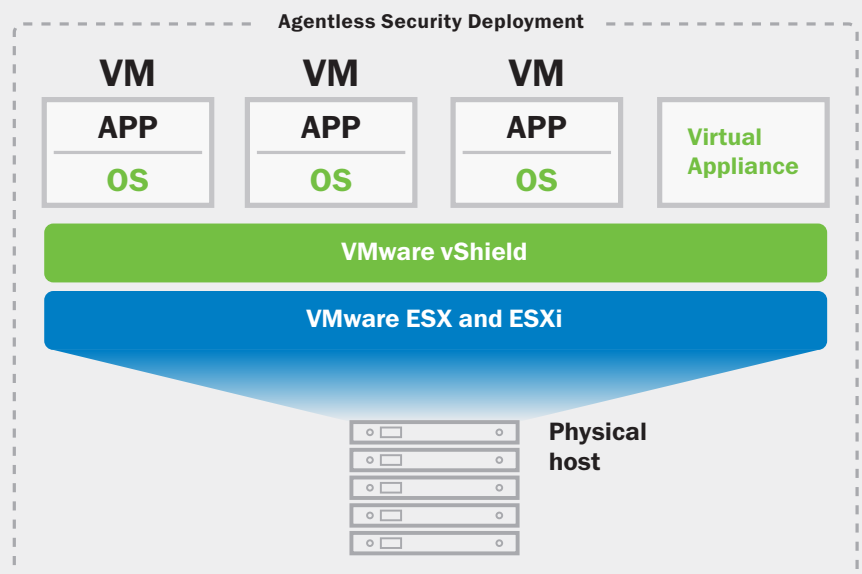 Agentless Security Deployment
VM
VM
VM
APP
OS
APP
OS
APP
OS
Virtual
Appliance
VMware vShield
VMware ESX and ESXi
Physical
host